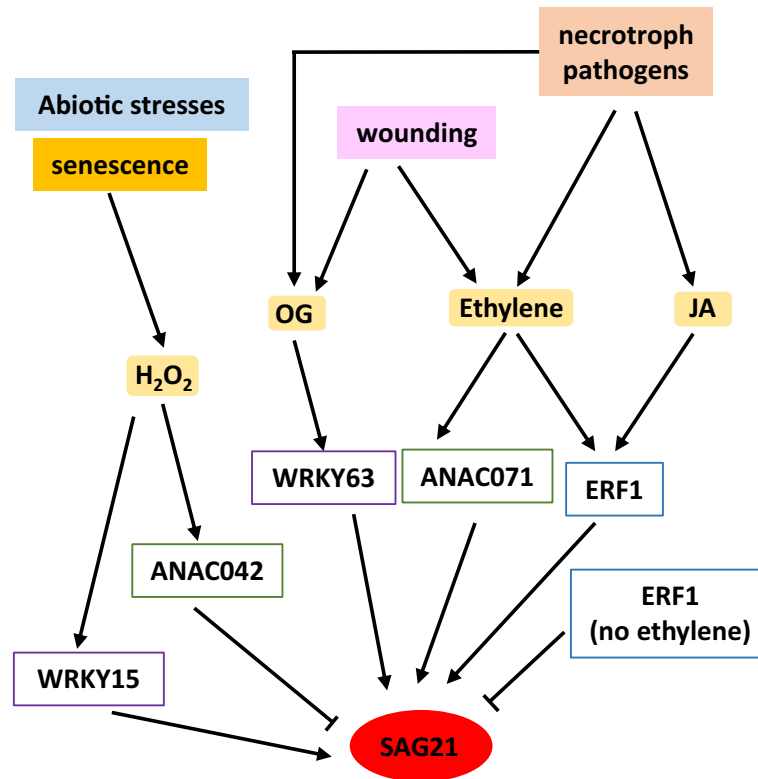 necrotroph
pathogens
Abiotic stresses
wounding
senescence
OG
Ethylene
JA
H₂O₂
WRKY63
ANAC071
ERF1
ANAC042
ERF1
(no ethylene)
WRKY15
SAG21